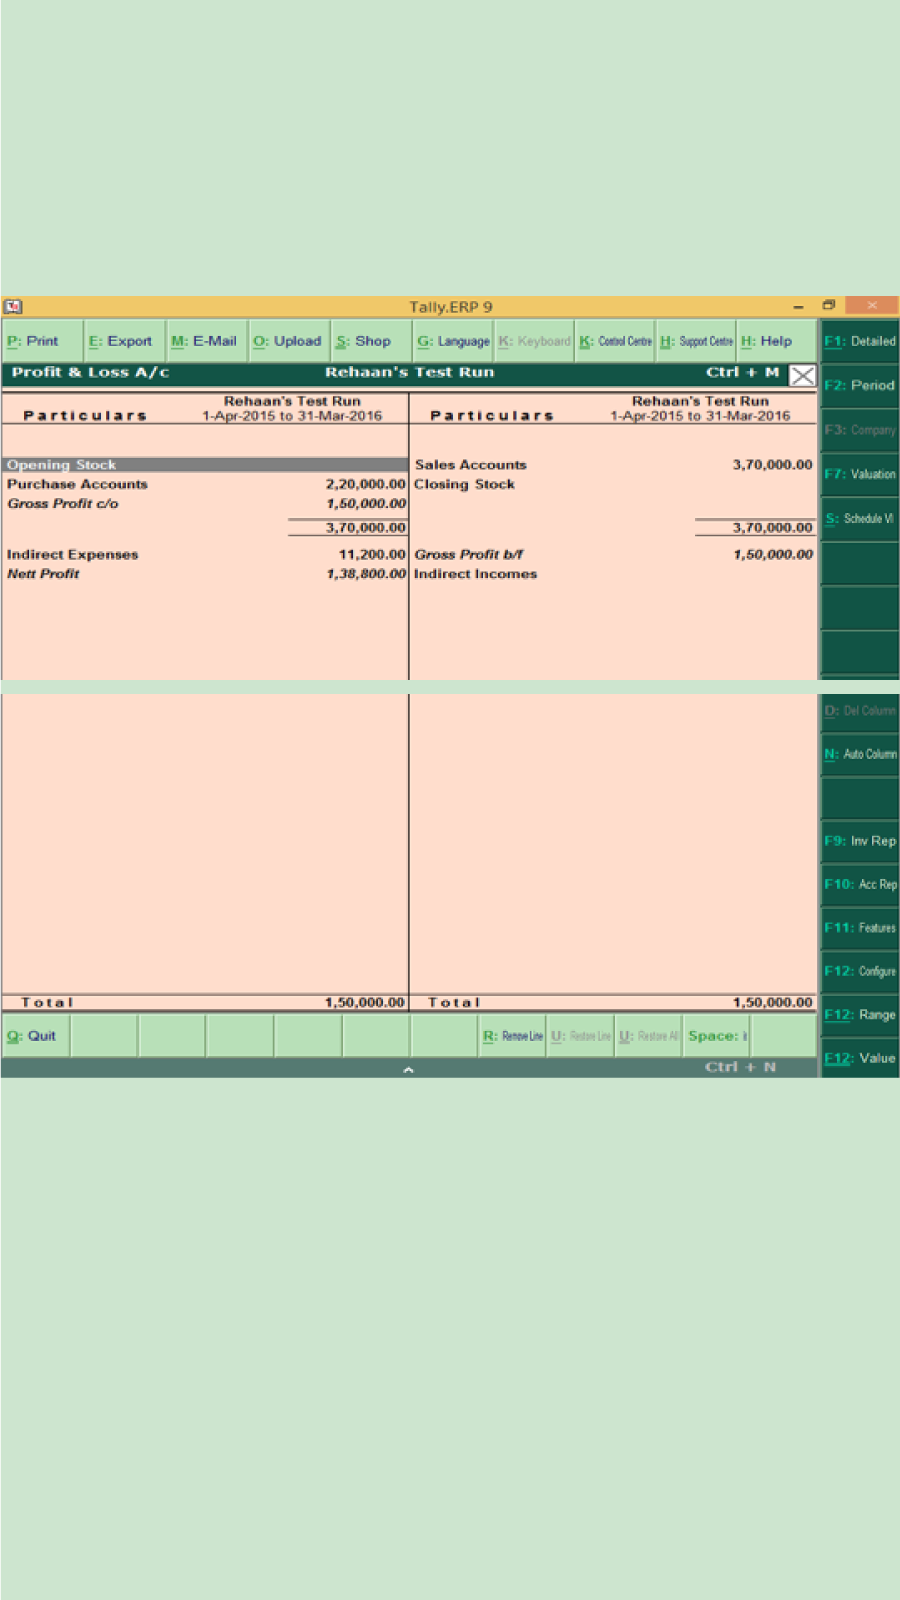 Tally.ERP 9
P: Print E: Export M: E-Mail O: Upload S: Shop G: Language K: Keyboard K: Control Centre H: Support Centre H: Help F1: Detailed
Profit & Loss A/c Rehaan's Test Run Ctrl + M
F2: Period
Rehaan's Test Run Rehaan's Test Run
Particulars 1-Apr-2015 to 31-Mar-2016 Particulars 1-Apr-2015 to 31-Mar-2016
F3: Company
Opening Stock Sales Accounts 3,70,000.00
F7: Valuation
Purchase Accounts 2,20,000.00 Closing Stock
Gross Profit c/o 1,50,000.00
S: Schedule VI
3,70,000.00 3,70,000.00
Indirect Expenses 11,200.00 Gross Profit b/f 1,50,000.00
Nett Profit 1,38,800.00 Indirect Incomes
D: Del Column
N: Auto Column
F9: Inv Rep
F10: Acc Rep
F11: Features
F12: Configure
Total 1,50,000.00 Total 1,50,000.00
F12: Range
Q: Quit R: Remove Line U: Restore Line U: Restore All Space:
F12: Value
Ctrl + N